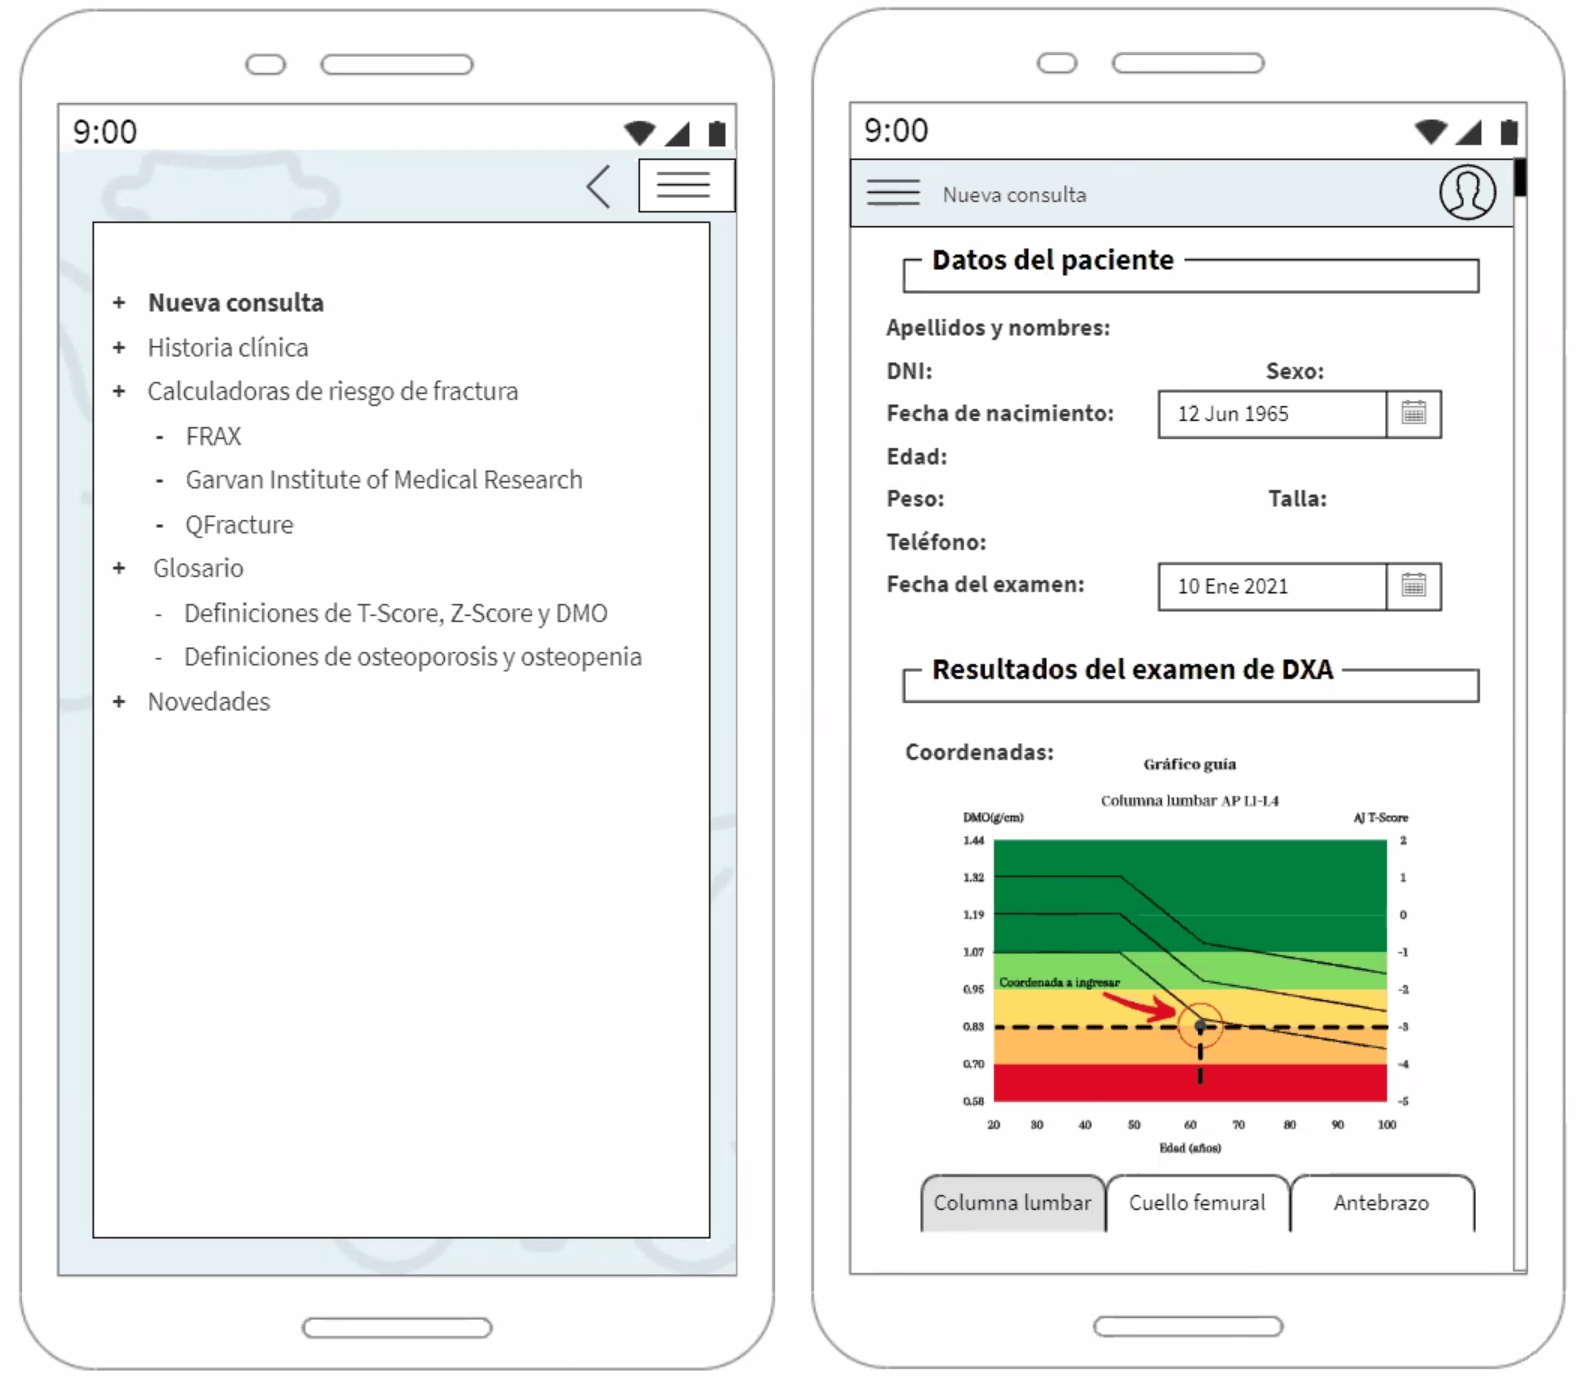 9:00
+ Nueva consulta
+ Historia clínica
+ Calculadoras de riesgo de fractura
- FRAX
- Garvan Institute of Medical Research
- QFracture
+ Glosario
- Definiciones de T-Score, Z-Score y DMO
- Definiciones de osteoporosis y osteopenia
+ Novedades
9:00
Nueva consulta
Datos del paciente
Apellidos y nombres:
DNI: Sexo:
Fecha de nacimiento: 12 Jun 1965
Edad:
Peso: Talla:
Teléfono:
Fecha del examen: 10 Ene 2021
Resultados del examen de DXA
Coordenadas:
Gráfico guía
Columna lumbar AP L1-L4
DMO(g/cm) AJ T-Score
1.44 2
1.32 1
1.19 0
1.07 -1
Coordenada a ingresar
0.95 -2
0.83 -3
0.70 -4
0.58 -5
20 30 40 50 60 70 80 90 100
Edad (años)
Columna lumbar Cuello femural Antebrazo